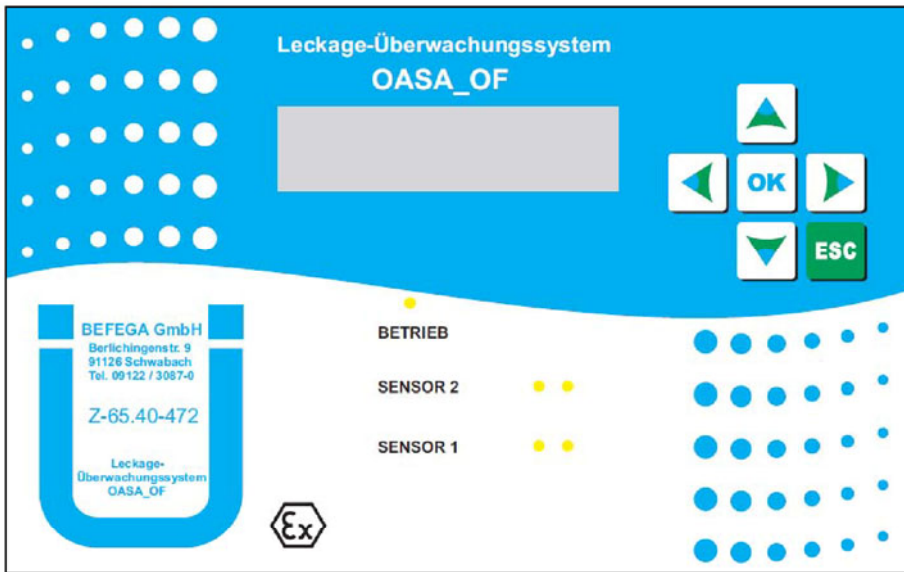 Leckage-Überwachungssystem
OASA_OF
OK
ESC
BEFEGA GmbH
Berlichingenstr. 9
91126 Schwabach
Tel. 09122 / 3087-0
Z-65.40-472
Leckage-
Überwachungssystem
OASA_OF
BETRIEB
SENSOR 2
SENSOR 1
Ex